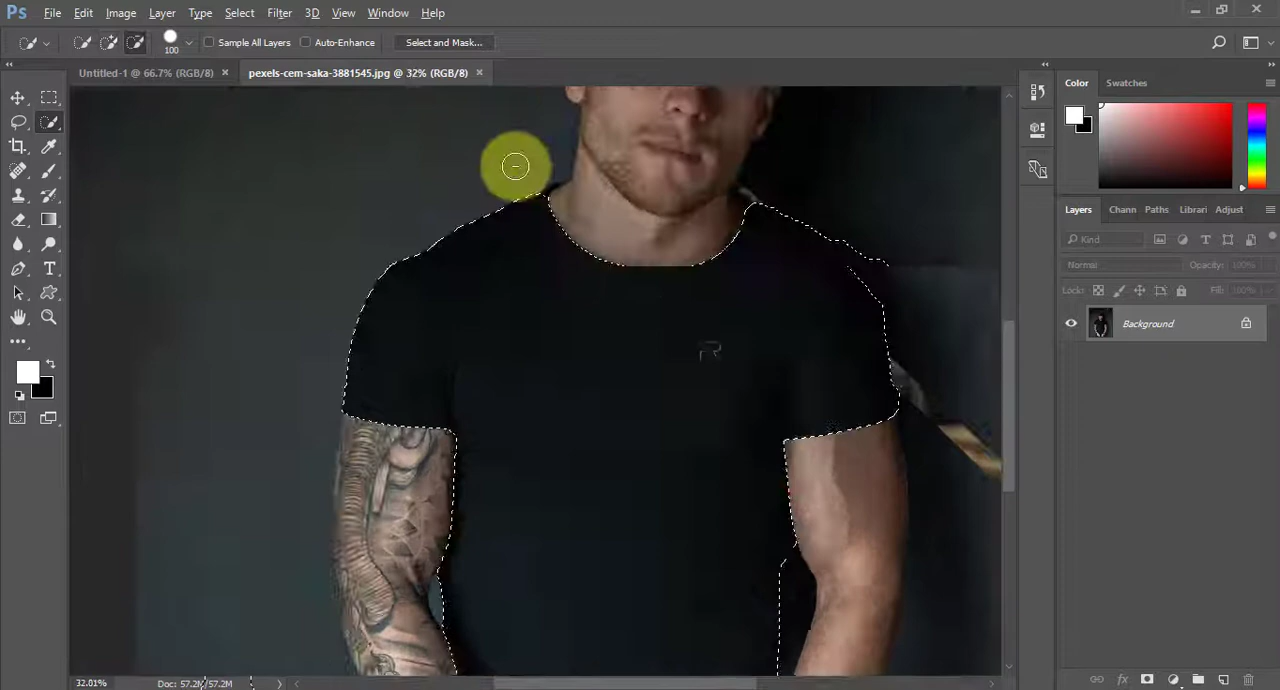 Ps File Edit Image Layer Type Select Filter 3D View Window Help
100 Sample All Layers Auto-Enhance Select and Mask...
Untitled-1 @ 66.7% (RGB/8) × pexels-cem-saka-3881545.jpg @ 32% (RGB/8) ×
Color Swatches
Layers Chann Paths Librari Adjust
Kind
Normal Opacity: 100%
Lock: Fill: 100%
Background
R
32.01% Doc: 57.2M/57.2M